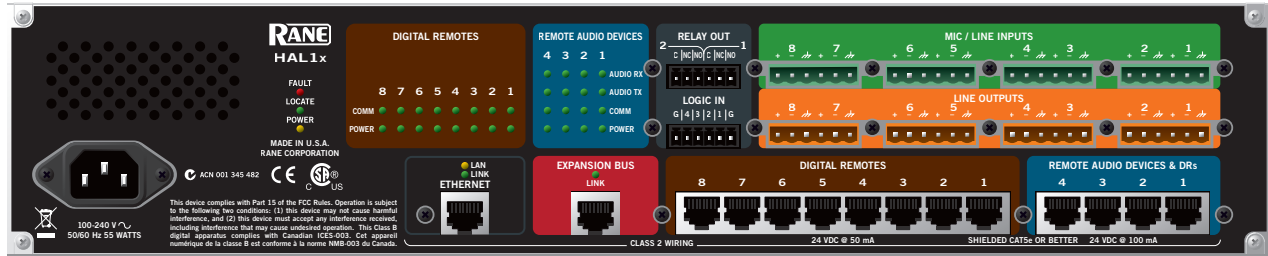 RANE
HAL1x
FAULT
LOCATE
POWER
MADE IN U.S.A.
RANE CORPORATION
ACN 001 345 482
CE
SA ®
C US
100-240 V
50/60 Hz 55 WATTS
This device complies with Part 15 of the FCC Rules. Operation is subject
to the following two conditions: (1) this device may not cause harmful
interference, and (2) this device must accept any interference received,
including interference that may cause undesired operation. This Class B
digital apparatus complies with Canadian ICES-003. Cet appareil
numérique de la classe B est conforme à la norme NMB-003 du Canada.
DIGITAL REMOTES
8 7 6 5 4 3 2 1
COMM
POWER
REMOTE AUDIO DEVICES
4 3 2 1
AUDIO RX
AUDIO TX
COMM
POWER
RELAY OUT
2 1
C|NC|NO C|NC|NO
LOGIC IN
G|4|3|2|1|G
MIC / LINE INPUTS
8 7 6 5 4 3 2 1
+ - + - + - + - + - + - + - + -
LINE OUTPUTS
8 7 6 5 4 3 2 1
+ - + - + - + - + - + - + - + -
LAN
LINK
ETHERNET
EXPANSION BUS
LINK
DIGITAL REMOTES
8 7 6 5 4 3 2 1
REMOTE AUDIO DEVICES & DRs
4 3 2 1
CLASS 2 WIRING
24 VDC @ 50 mA
SHIELDED CAT5e OR BETTER
24 VDC @ 100 mA